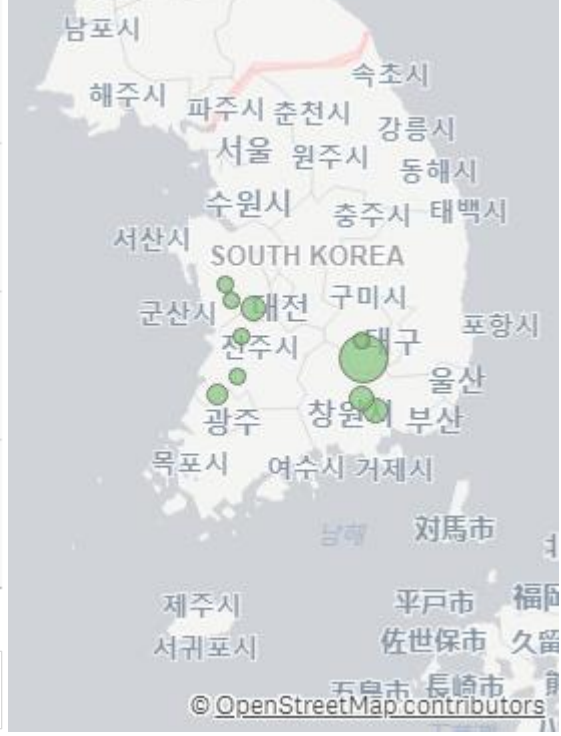 남포시
속초시
해주시
파주시 춘천시
강릉시
서울 원주시
동해시
수원시
충주시 태백시
서산시
SOUTH KOREA
군산시 대전 구미시
포항시
전주시 대구
울산
광주 창원시 부산
목포시 여수시 거제시
남해 対馬市
제주시 平戸市 福岡
서귀포시 佐世保市 久留
五島市 長崎市
© OpenStreetMap contributors